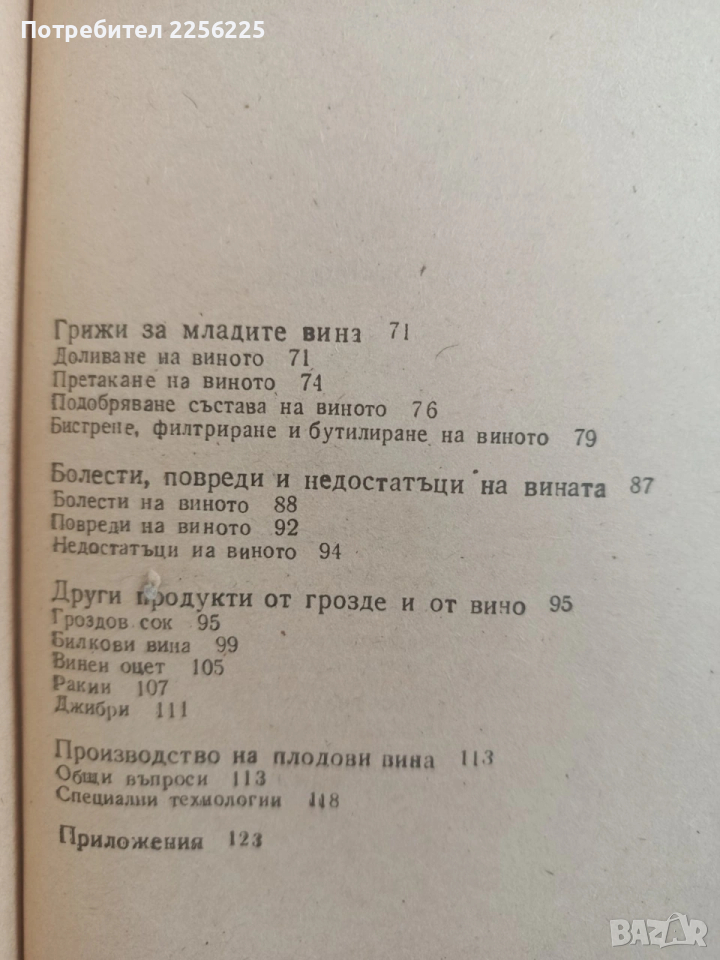 Потребител 2256225
Грижи за младите вина 71
Доливане на виното 71
Претакане на виното 74
Подобряване състава на виното 76
Бистрене, филтриране и бутилиране на виното 79
Болести, повреди и недостатъци на вината 87
Болести на виното 88
Повреди на виното 92
Недостатъци на виното 94
Други продукти от грозде и от вино 95
Гроздов сок 95
Билкови вина 99
Винен оцет 105
Ракии 107
Джибри 111
Производство на плодови вина 113
Общи въпроси 113
Специални технологии 118
Приложения 123
BAZAR